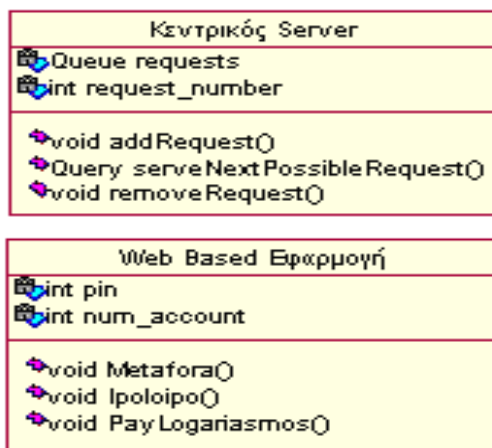 Κεντρικός Server
Queue requests
int request_number
void addRequest()
Query serveNextPossibleRequest()
void removeRequest()
Web Based Εφαρμογή
int pin
int num_account
void Metafora()
void Ipoloipo()
void PayLogariasmos()